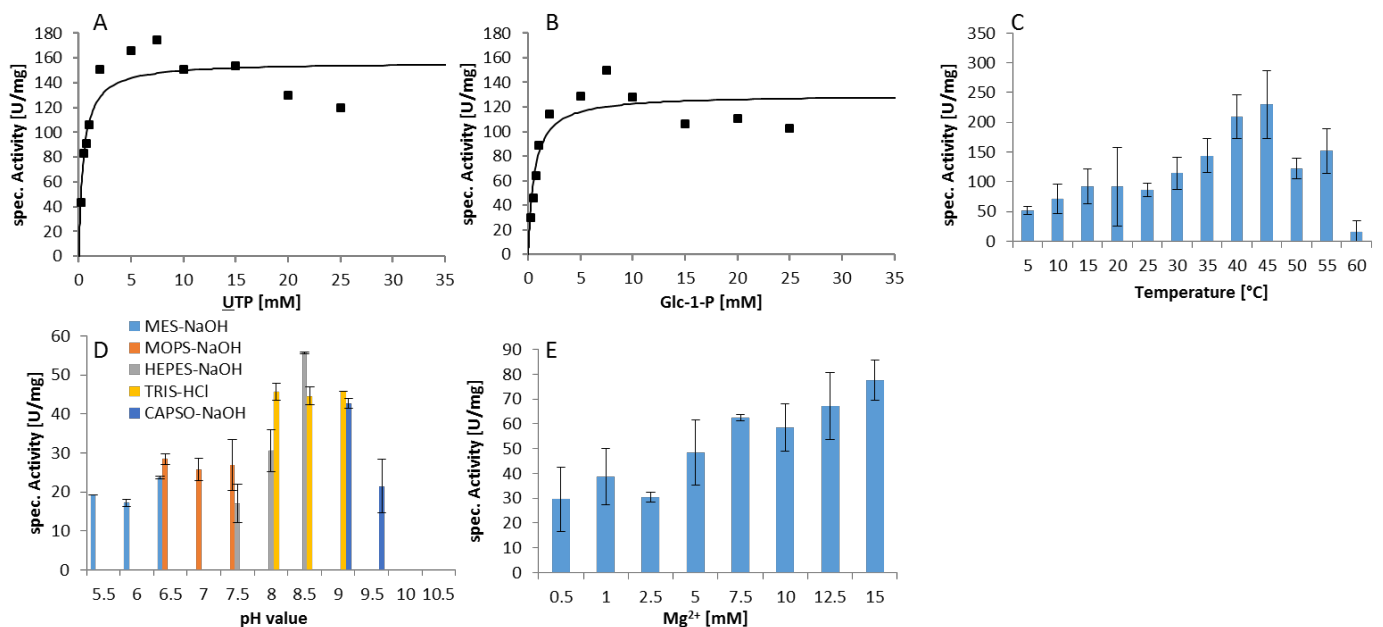 A
spec. Activity [U/mg]
180
160
140
120
100
80
60
40
20
0
0 5 10 15 20 25 30 35
UTP [mM]
B
spec. Activity [U/mg]
180
160
140
120
100
80
60
40
20
0
0 5 10 15 20 25 30 35
Glc-1-P [mM]
C
spec. Activity [U/mg]
350
300
250
200
150
100
50
0
5 10 15 20 25 30 35 40 45 50 55 60
Temperature [°C]
D
MES-NaOH
MOPS-NaOH
HEPES-NaOH
TRIS-HCl
CAPSO-NaOH
spec. Activity [U/mg]
60
50
40
30
20
10
0
5.5 6 6.5 7 7.5 8 8.5 9 9.5 10 10.5
pH value
E
spec. Activity [U/mg]
90
80
70
60
50
40
30
20
10
0
0.5 1 2.5 5 7.5 10 12.5 15
Mg²⁺ [mM]